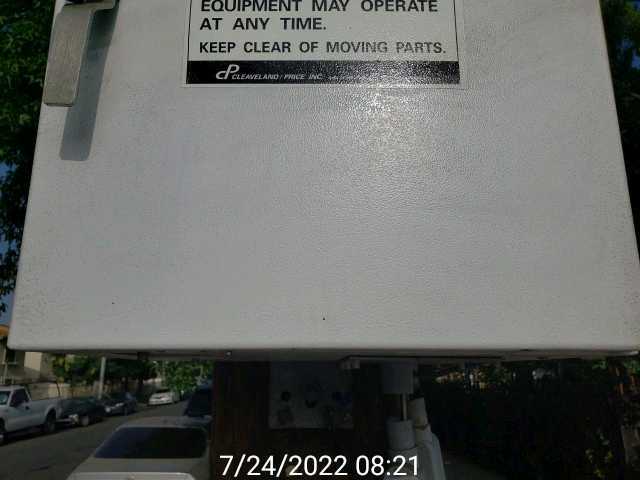 EQUIPMENT MAY OPERATE
AT ANY TIME.
KEEP CLEAR OF MOVING PARTS.
CP CLEAVELAND/PRICE INC.
7/24/2022 08:21